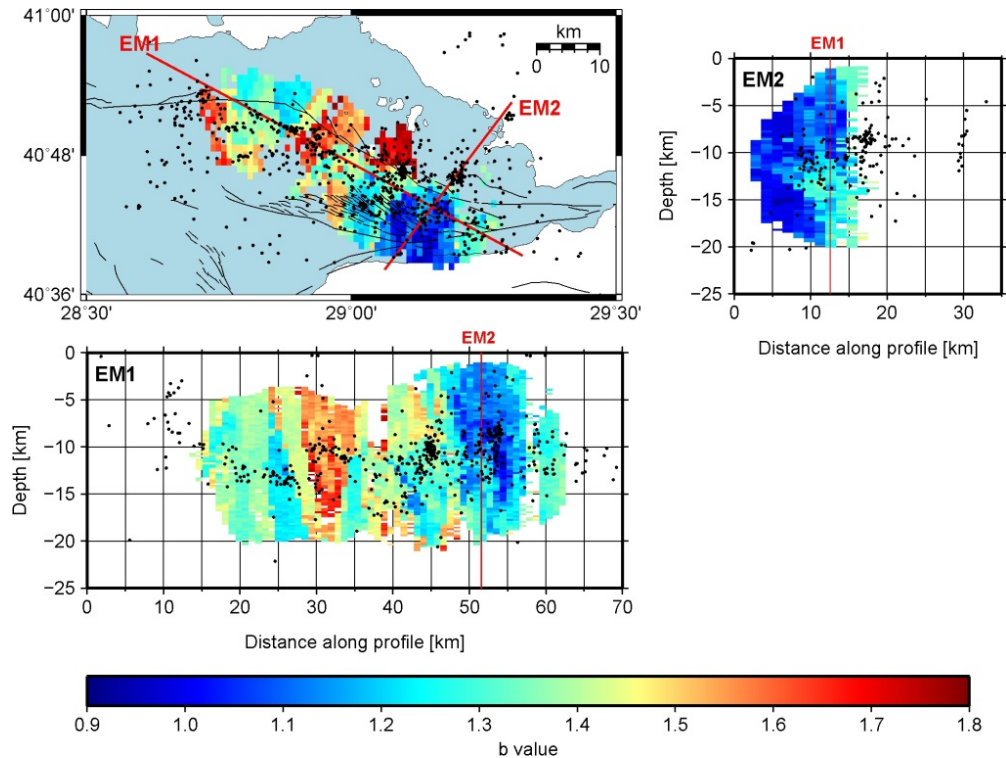 41˚00'
40˚48'
40˚36'
28˚30'
29˚00'
29˚30'
EM1
EM2
km
0 10
EM1
EM2
0
−5
−10
−15
−20
−25
Depth [km]
0 10 20 30
Distance along profile [km]
EM2
EM1
0
−5
−10
−15
−20
−25
Depth [km]
0 10 20 30 40 50 60 70
Distance along profile [km]
0.9 1.0 1.1 1.2 1.3 1.4 1.5 1.6 1.7 1.8
b value